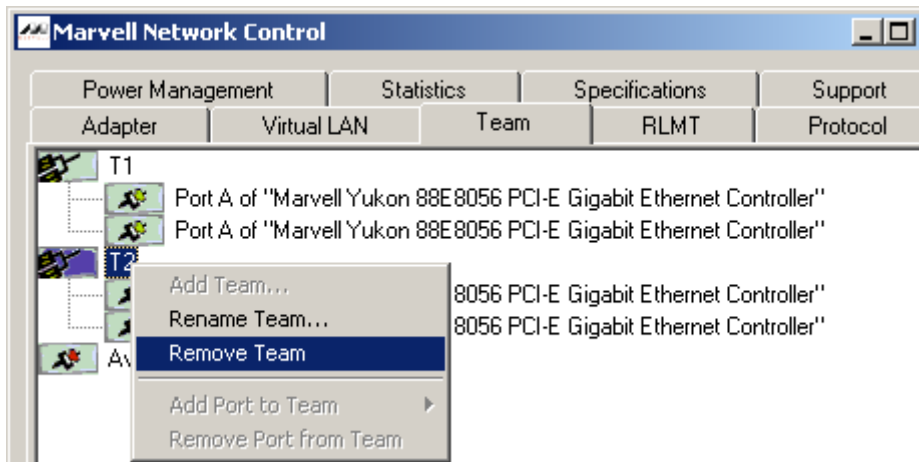 Marvell Network Control
Power Management Statistics Specifications Support
Adapter Virtual LAN Team RLMT Protocol
T1
Port A of "Marvell Yukon 88E8056 PCI-E Gigabit Ethernet Controller"
Port A of "Marvell Yukon 88E8056 PCI-E Gigabit Ethernet Controller"
T2
Add Team...
8056 PCI-E Gigabit Ethernet Controller"
Rename Team...
8056 PCI-E Gigabit Ethernet Controller"
Remove Team
Av
Add Port to Team
Remove Port from Team